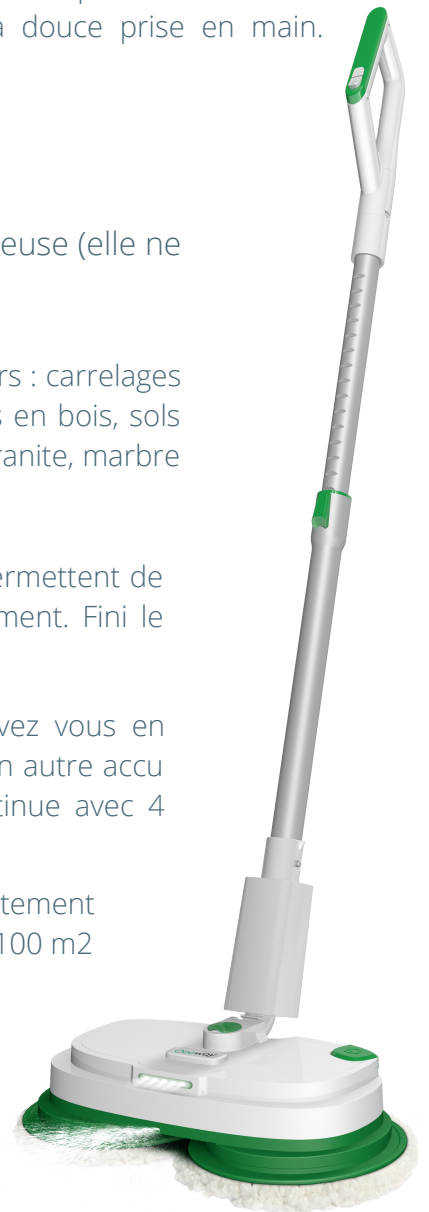 douce prise en main.
euse (elle ne
rs : carrelages
s en bois, sols
ranite, marbre
ermettent de
ment. Fini le
vez vous en
n autre accu
tinue avec 4
tement
100 m2